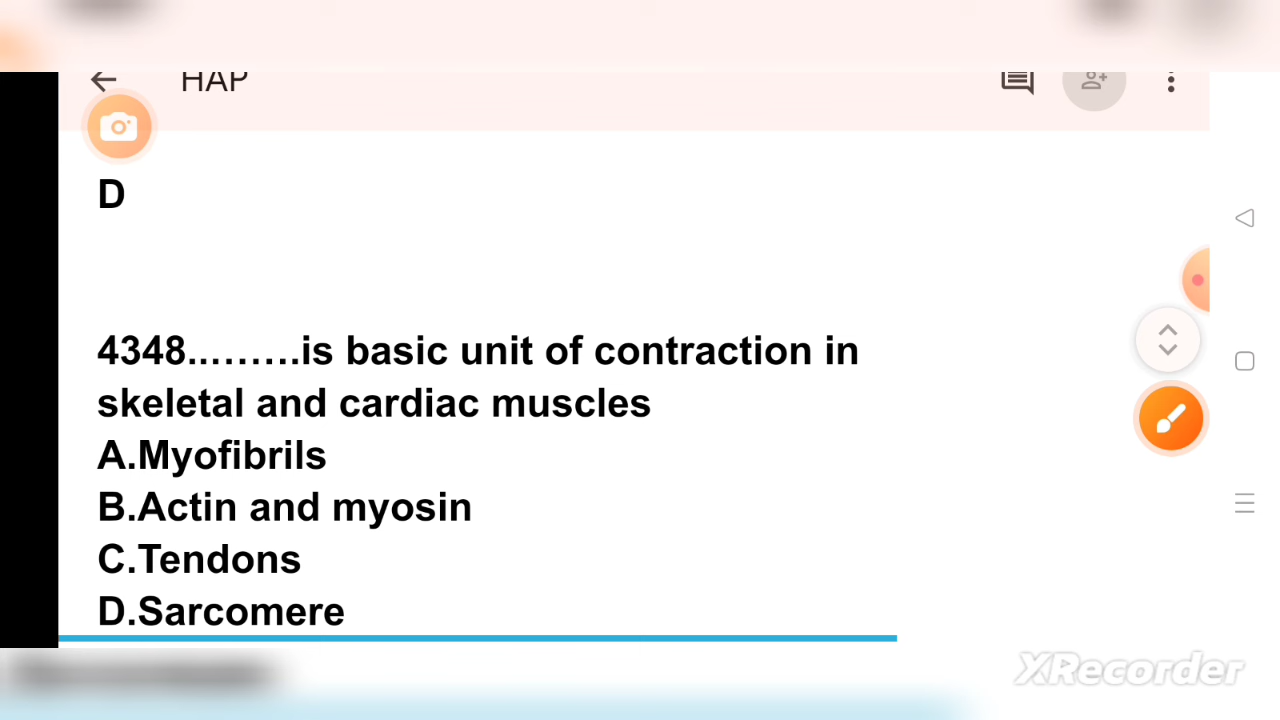 HAP
D
4348..…….is basic unit of contraction in
skeletal and cardiac muscles
A.Myofibrils
B.Actin and myosin
C.Tendons
D.Sarcomere
XRecorder